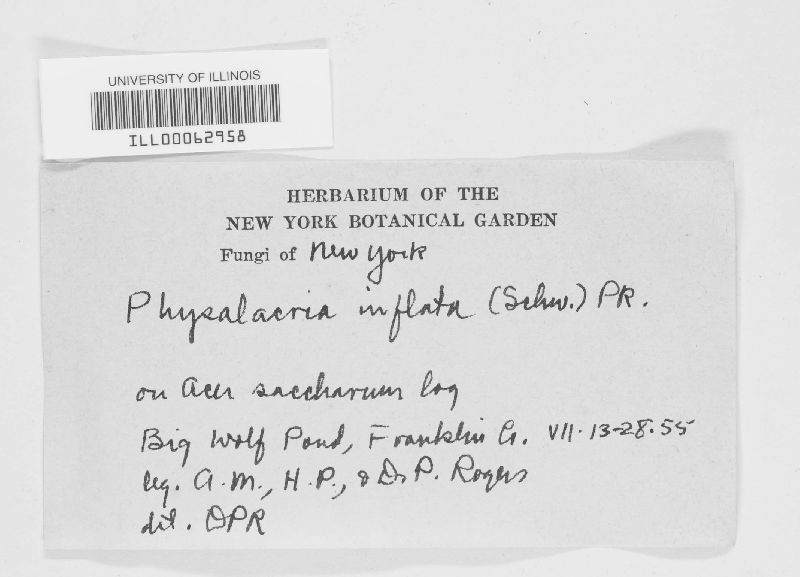 UNIVERSITY OF ILLINOIS
ILL00062958
HERBARIUM OF THE
NEW YORK BOTANICAL GARDEN
Fungi of New York
Physalacria inflata (Schw.) PK.
on Acer saccharum log
Big Wolf Pond, Franklin Co. VII.13-28.55
leg. A.M., H.P., & D.P. Rogers
det. DPR